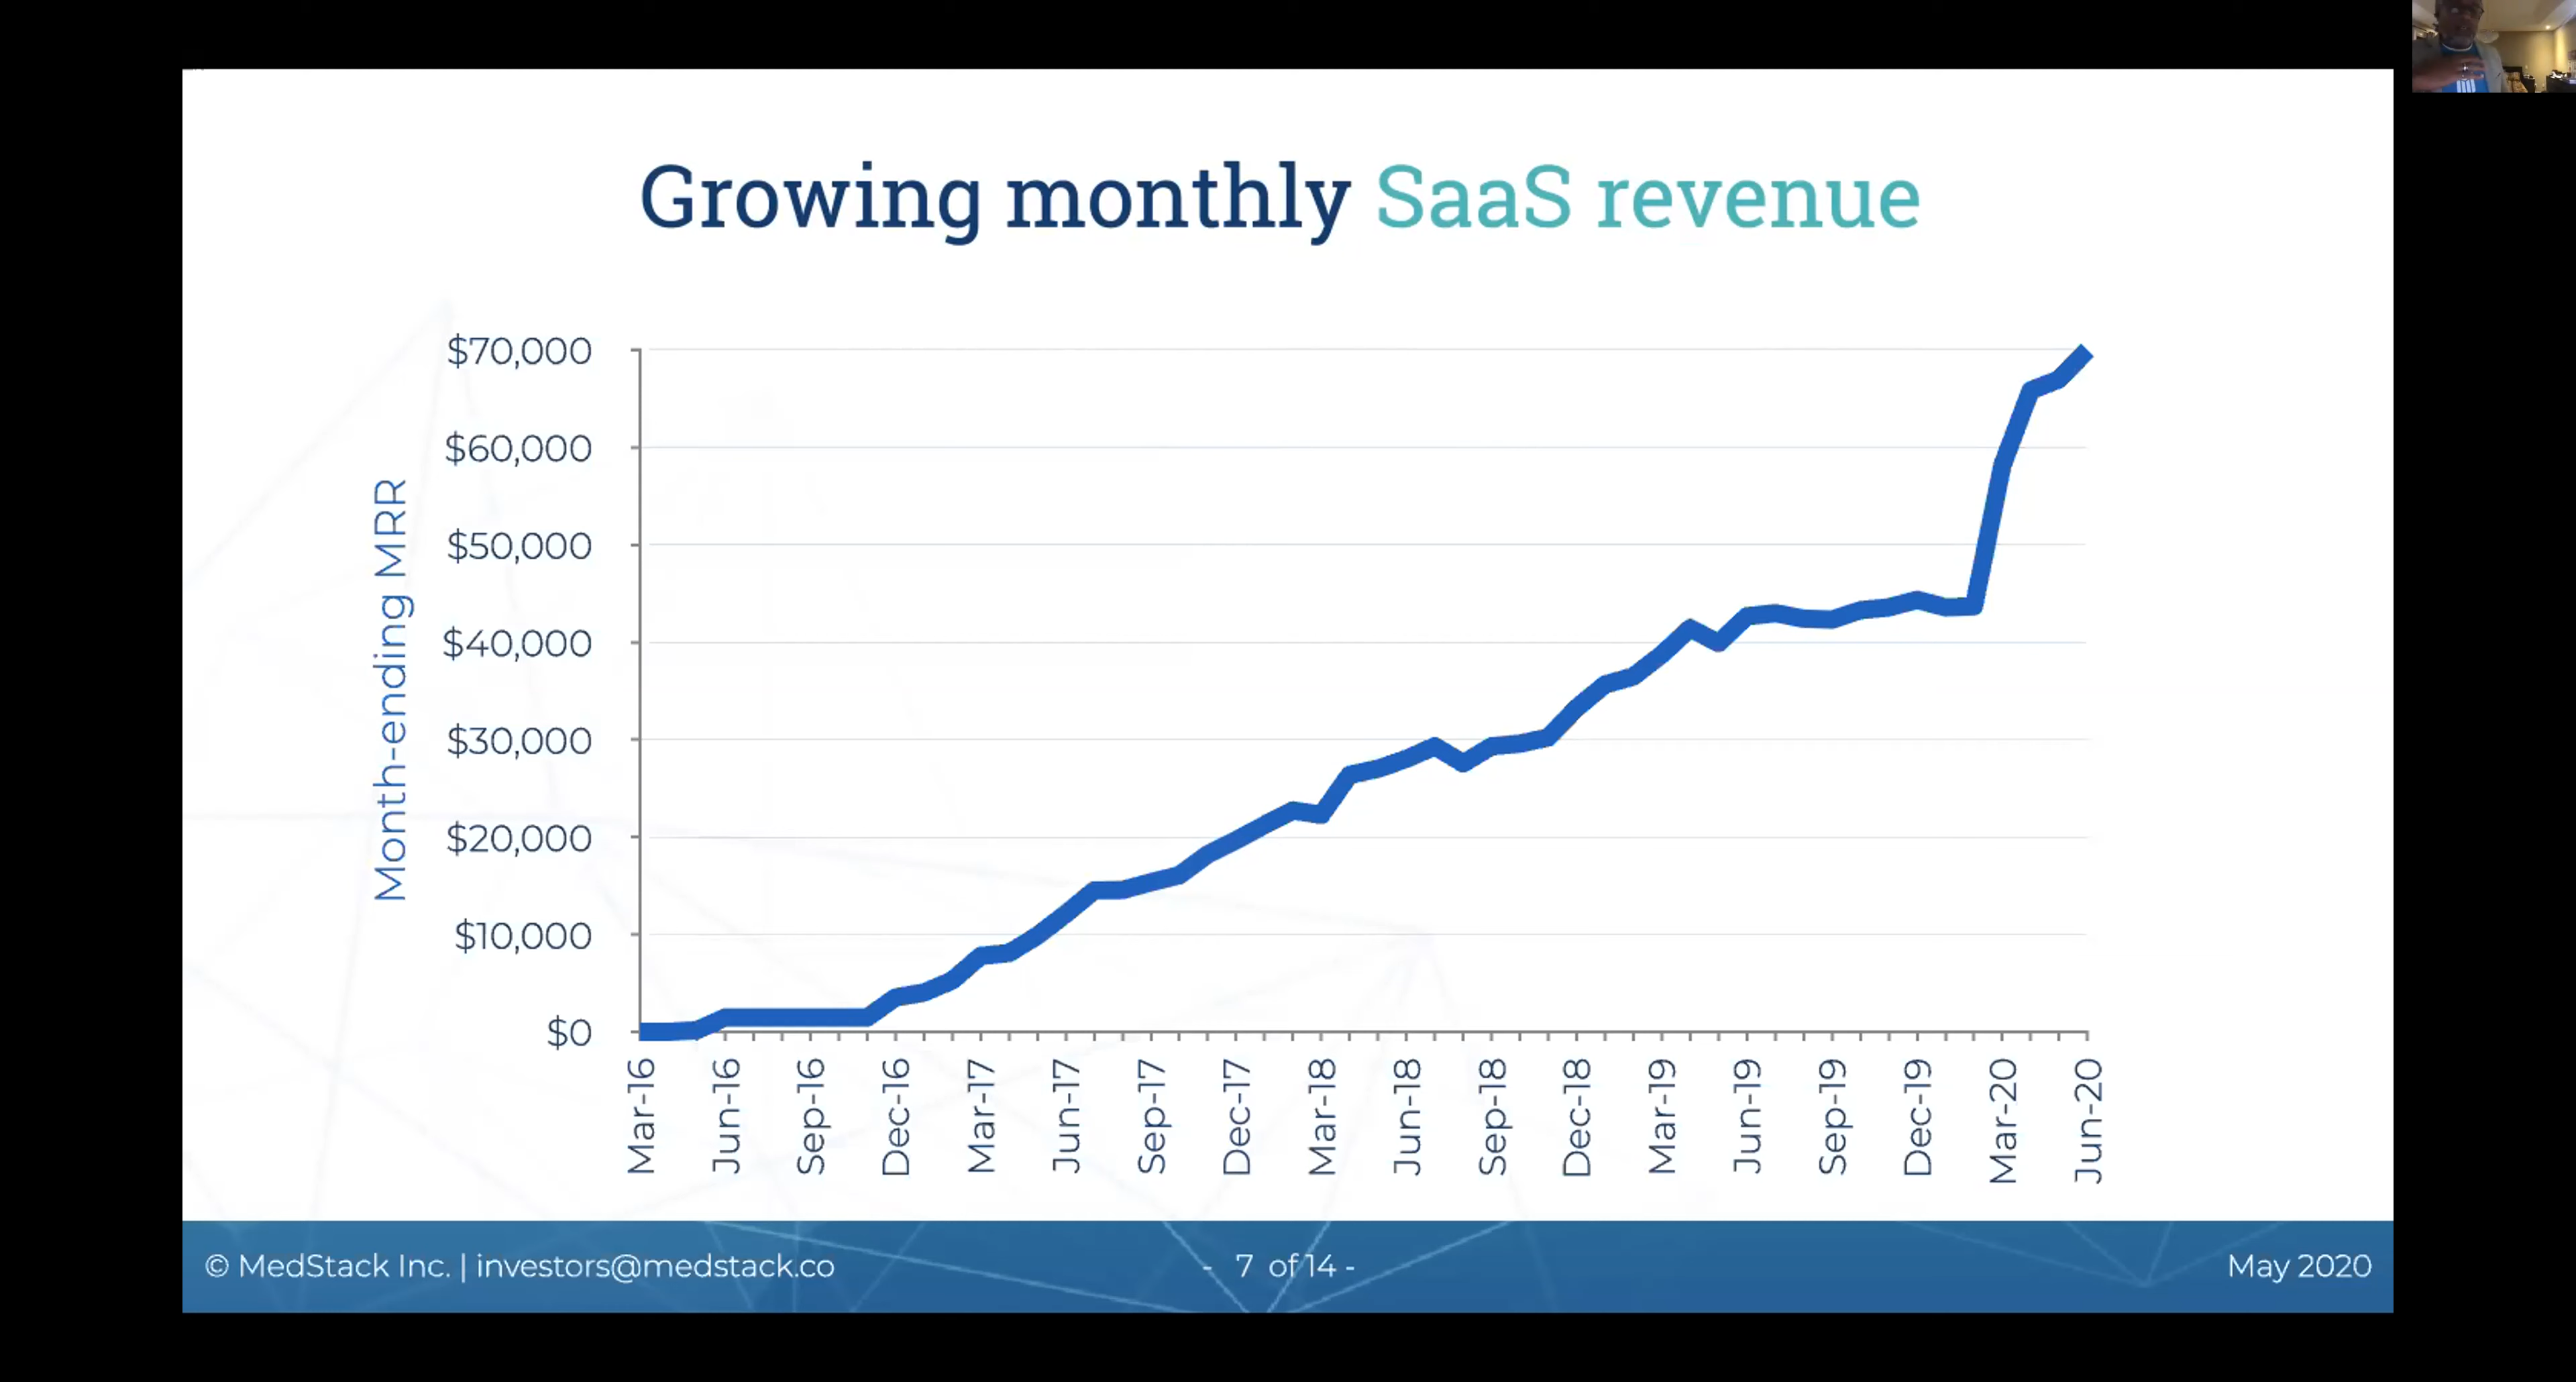 Growing monthly SaaS revenue
Month-ending MRR
$70,000
$60,000
$50,000
$40,000
$30,000
$20,000
$10,000
$0
Mar-16
Jun-16
Sep-16
Dec-16
Mar-17
Jun-17
Sep-17
Dec-17
Mar-18
Jun-18
Sep-18
Dec-18
Mar-19
Jun-19
Sep-19
Dec-19
Mar-20
Jun-20
© MedStack Inc. | investors@medstack.co
- 7 of 14 -
May 2020